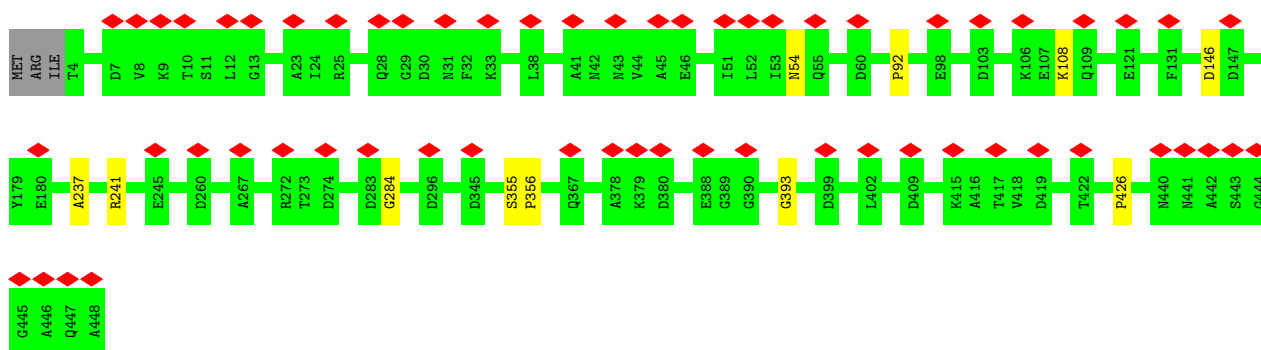 MET ARG ILE T4 D7 V8 K9 T10 S11 L12 G13 A23 I24 R25 Q28 G29 D30 N31 F32 K33 L38 A41 N42 N43 V44 A45 E46 I51 L52 I53 N54 Q55 D60 P92 E98 D103 K106 E107 K108 Q109 E121 F131 D146 D147
Y179 E180 A237 R241 E245 D260 A267 R272 T273 D274 D283 G284 D296 D345 S355 P356 Q367 A378 K379 D380 E388 G389 G390 G393 D399 L402 D409 K415 A416 T417 V418 D419 T422 P426 N440 N441 A442 S443 G444
G445 A446 Q447 A448